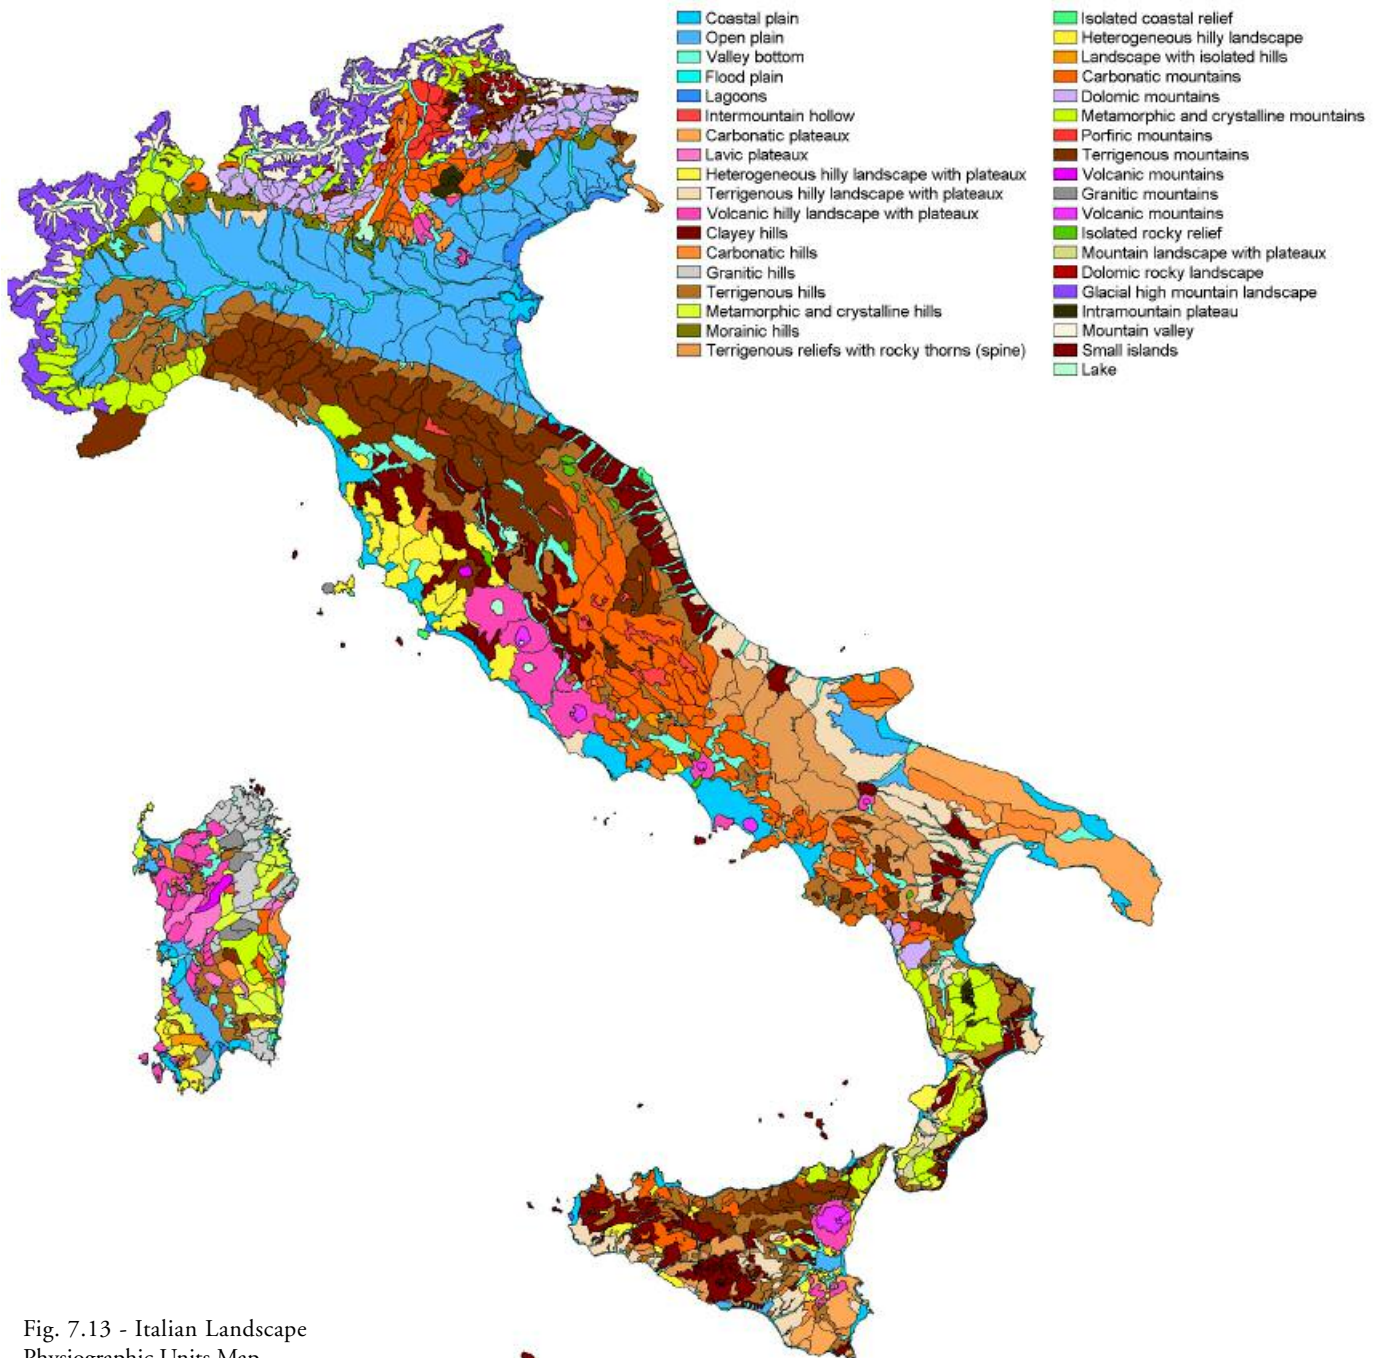 Coastal plain
Open plain
Valley bottom
Flood plain
Lagoons
Intermountain hollow
Carbonatic plateaux
Lavic plateaux
Heterogeneous hilly landscape with plateaux
Terrigenous hilly landscape with plateaux
Volcanic hilly landscape with plateaux
Clayey hills
Carbonatic hills
Granitic hills
Terrigenous hills
Metamorphic and crystalline hills
Morainic hills
Terrigenous reliefs with rocky thorns (spine)
Isolated coastal relief
Heterogeneous hilly landscape
Landscape with isolated hills
Carbonatic mountains
Dolomic mountains
Metamorphic and crystalline mountains
Porfiric mountains
Terrigenous mountains
Volcanic mountains
Granitic mountains
Volcanic mountains
Isolated rocky relief
Mountain landscape with plateaux
Dolomic rocky landscape
Glacial high mountain landscape
Intramountain plateau
Mountain valley
Small islands
Lake
Fig. 7.13 - Italian Landscape
Physiographic Units Map